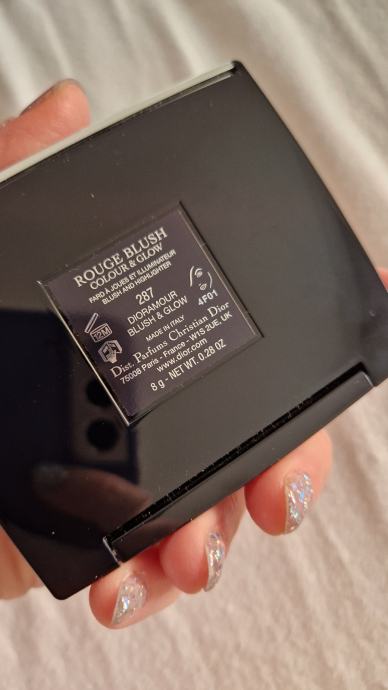 ROUGE BLUSH
COLOUR & GLOW
FARD À JOUES ET ILLUMINATEUR
BLUSH AND HIGHLIGHTER
287
DIORAMOUR
BLUSH & GLOW
4F01
12M
MADE IN ITALY
Dist. Parfums Christian Dior
75008 Paris - France - W1S 2UE, UK
www.dior.com
8 g - NET WT. 0.28 OZ